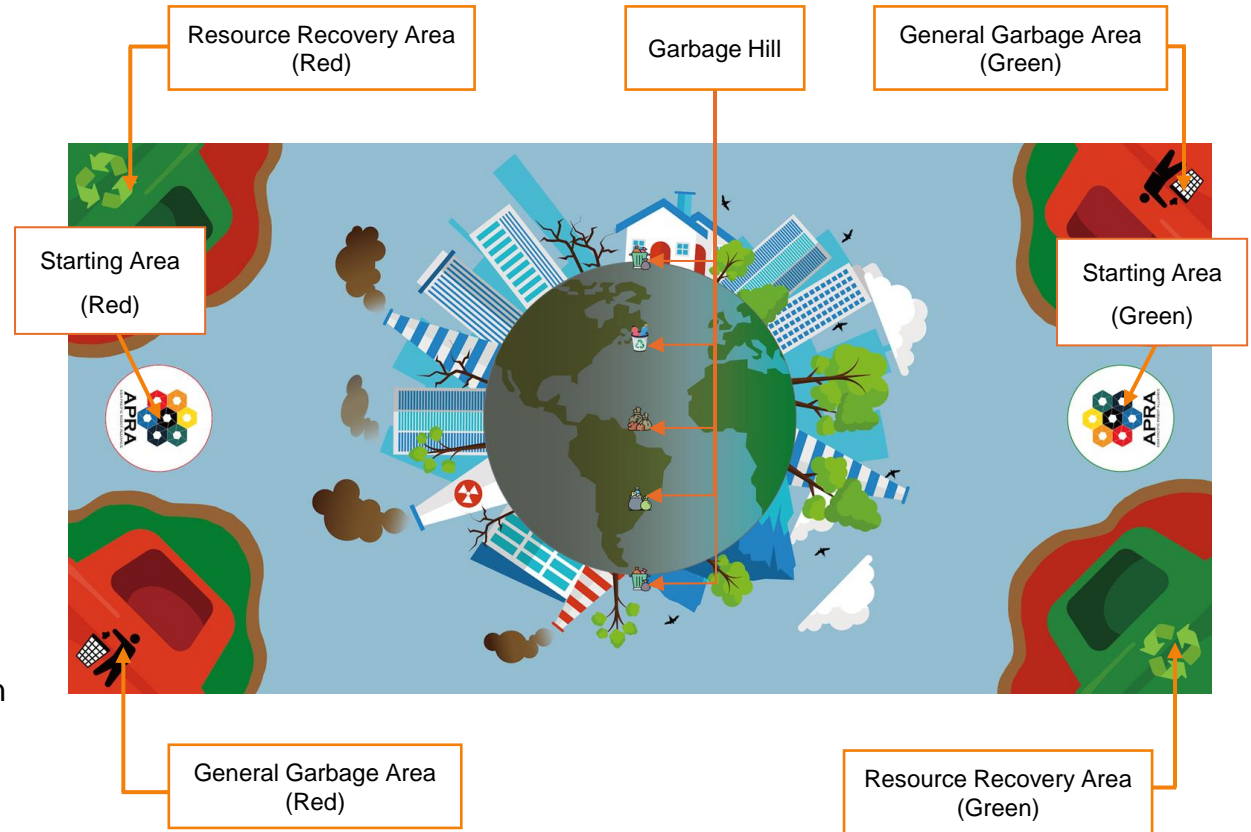 Resource Recovery Area
(Red)
Garbage Hill
General Garbage Area
(Green)
Starting Area
(Red)
Starting Area
(Green)
APRA
APRA
n
General Garbage Area
(Red)
Resource Recovery Area
(Green)